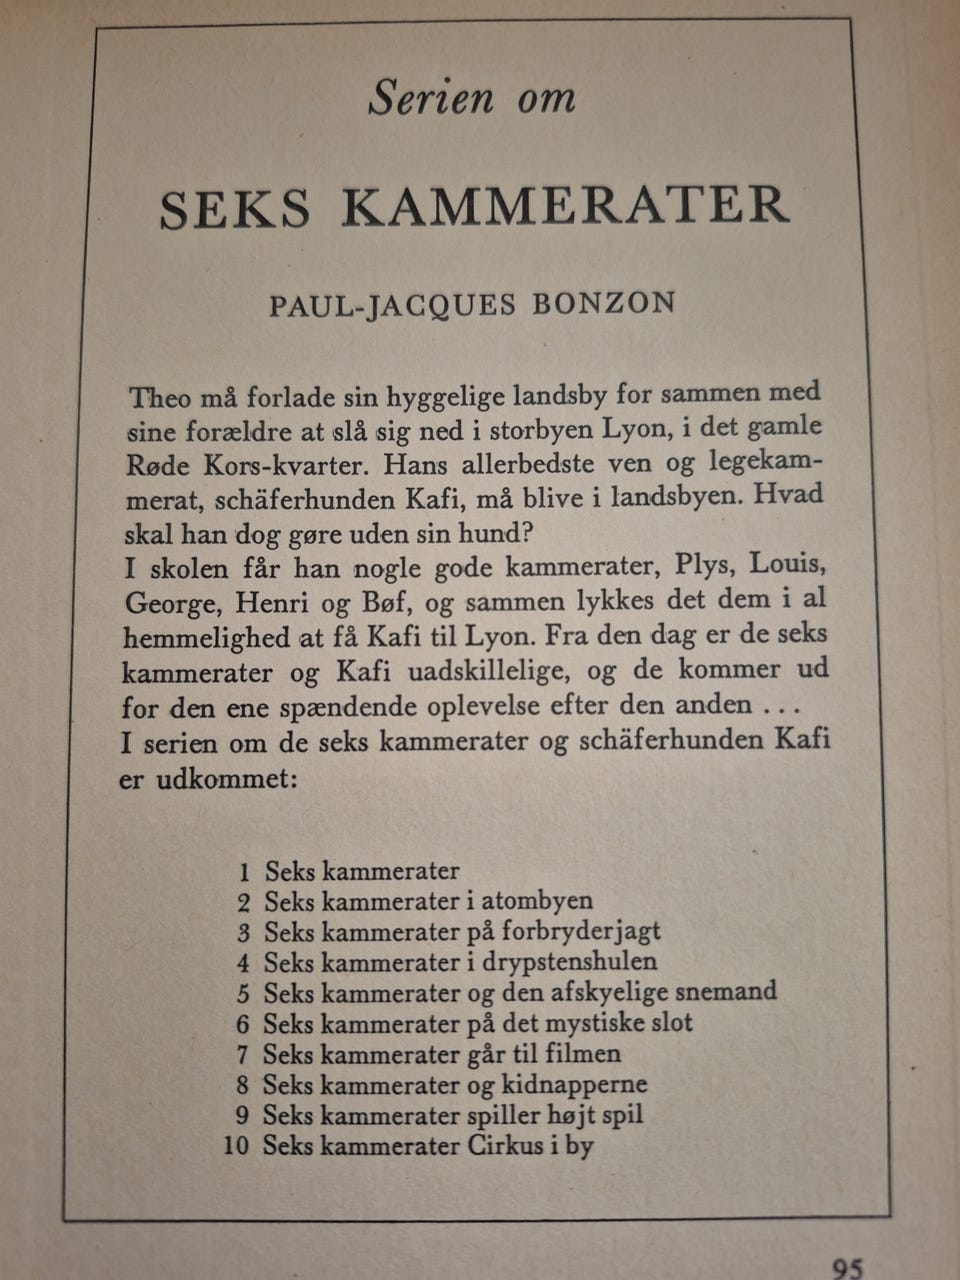 Serien om
SEKS KAMMERATER
PAUL-JACQUES BONZON
Theo må forlade sin hyggelige landsby for sammen med
sine forældre at slå sig ned i storbyen Lyon, i det gamle
Røde Kors-kvarter. Hans allerbedste ven og legekam-
merat, schäferhunden Kafi, må blive i landsbyen. Hvad
skal han dog gøre uden sin hund?
I skolen får han nogle gode kammerater, Plys, Louis,
George, Henri og Bøf, og sammen lykkes det dem i al
hemmelighed at få Kafi til Lyon. Fra den dag er de seks
kammerater og Kafi uadskillelige, og de kommer ud
for den ene spændende oplevelse efter den anden ...
I serien om de seks kammerater og schäferhunden Kafi
er udkommet:
1 Seks kammerater
2 Seks kammerater i atombyen
3 Seks kammerater på forbryderjagt
4 Seks kammerater i drypstenshulen
5 Seks kammerater og den afskyelige snemand
6 Seks kammerater på det mystiske slot
7 Seks kammerater går til filmen
8 Seks kammerater og kidnapperne
9 Seks kammerater spiller højt spil
10 Seks kammerater Cirkus i by
95